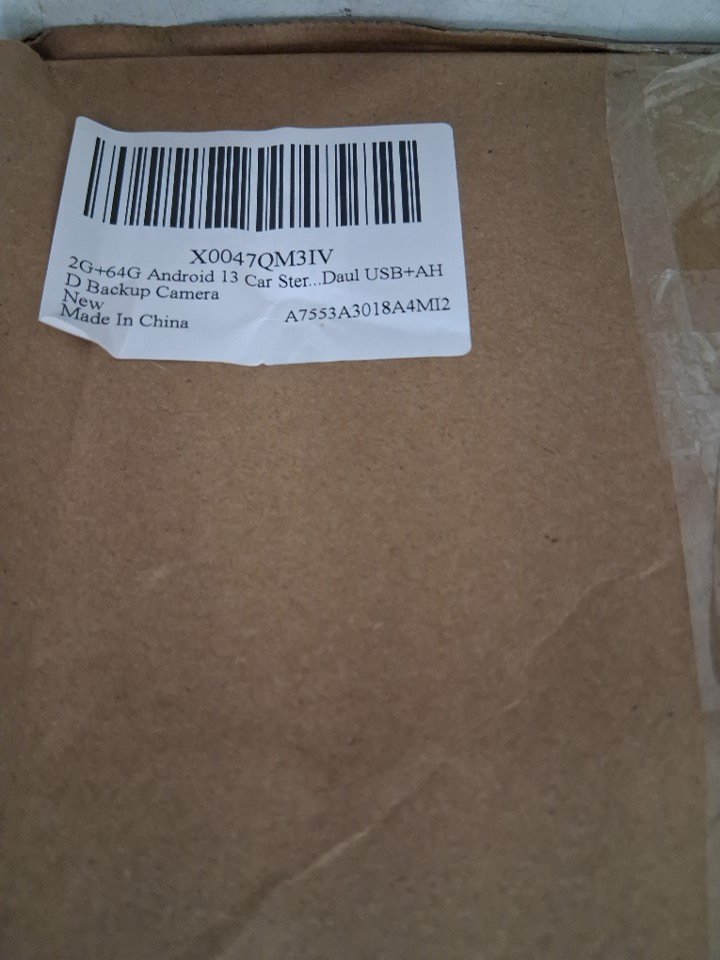 X0047QM3IV
2G+64G Android 13 Car Ster...Daul USB+AH
D Backup Camera
New
Made In China
A7553A3018A4MI2